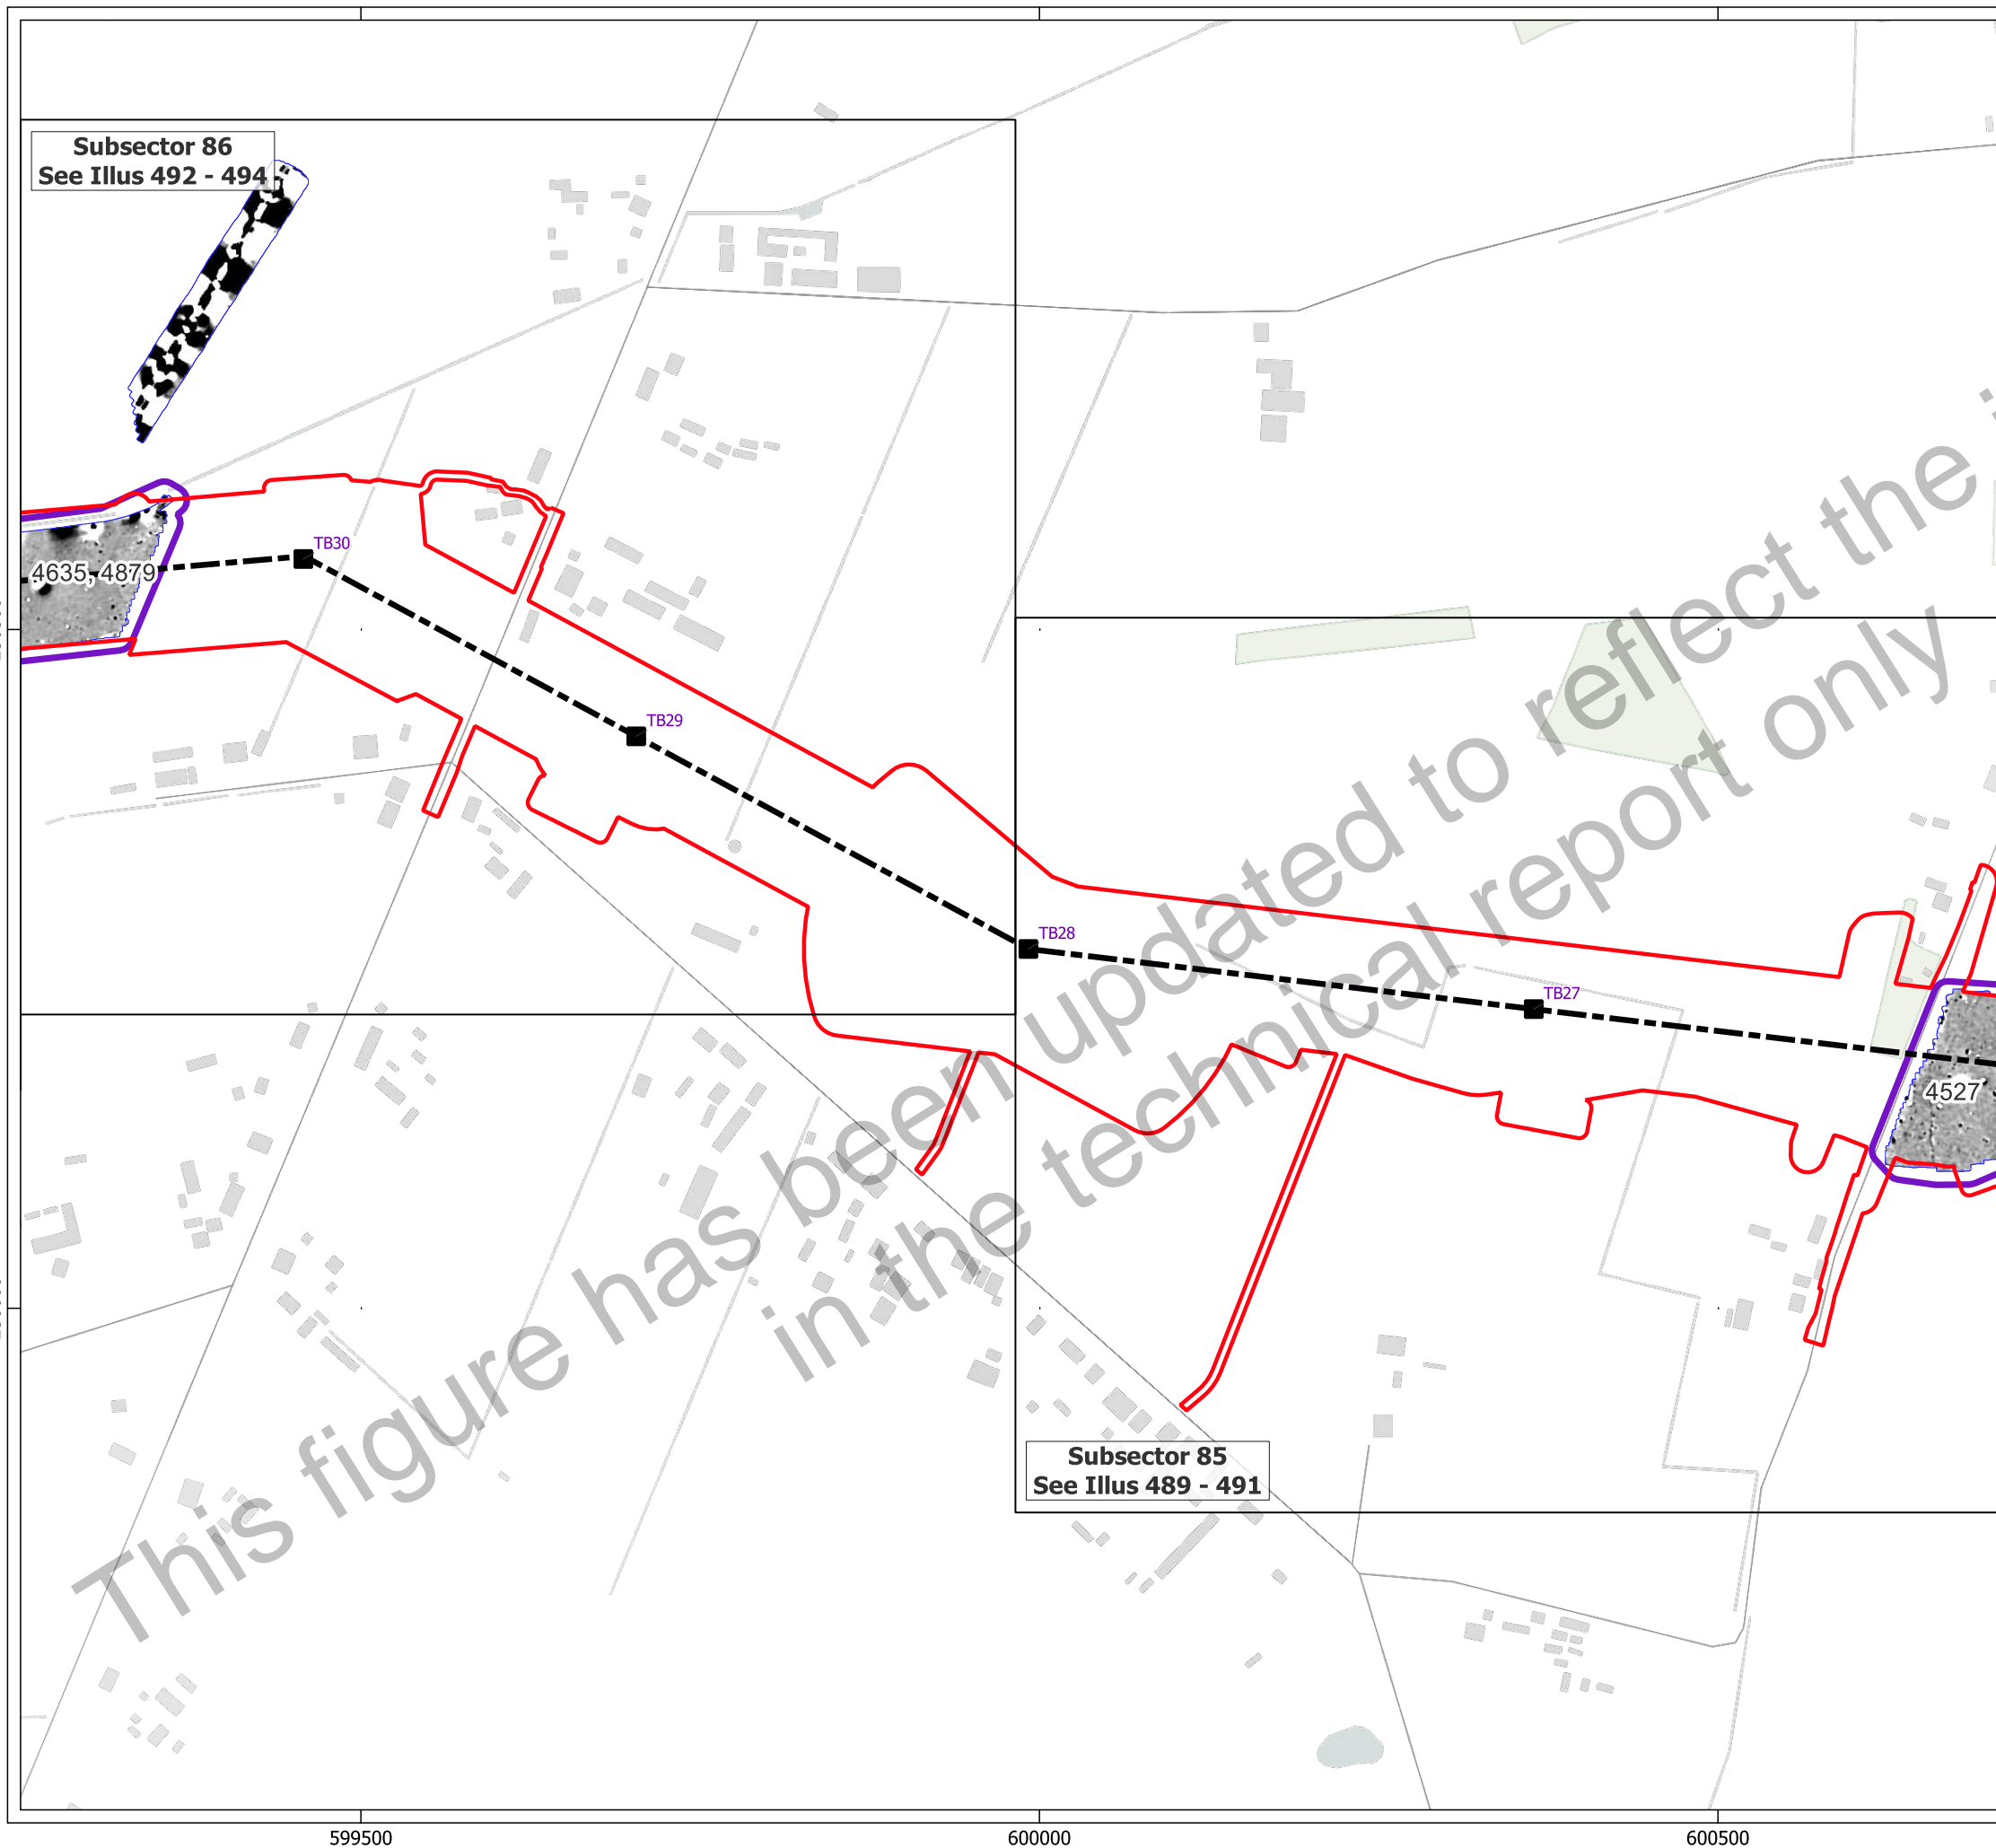 Subsector 86
See Illus 492 - 494
TB30
4635, 4879
TB29
TB28
TB27
4527
This figure has been updated to reflect the
in the technical report only
Subsector 85
See Illus 489 - 491
599500
600000
600500